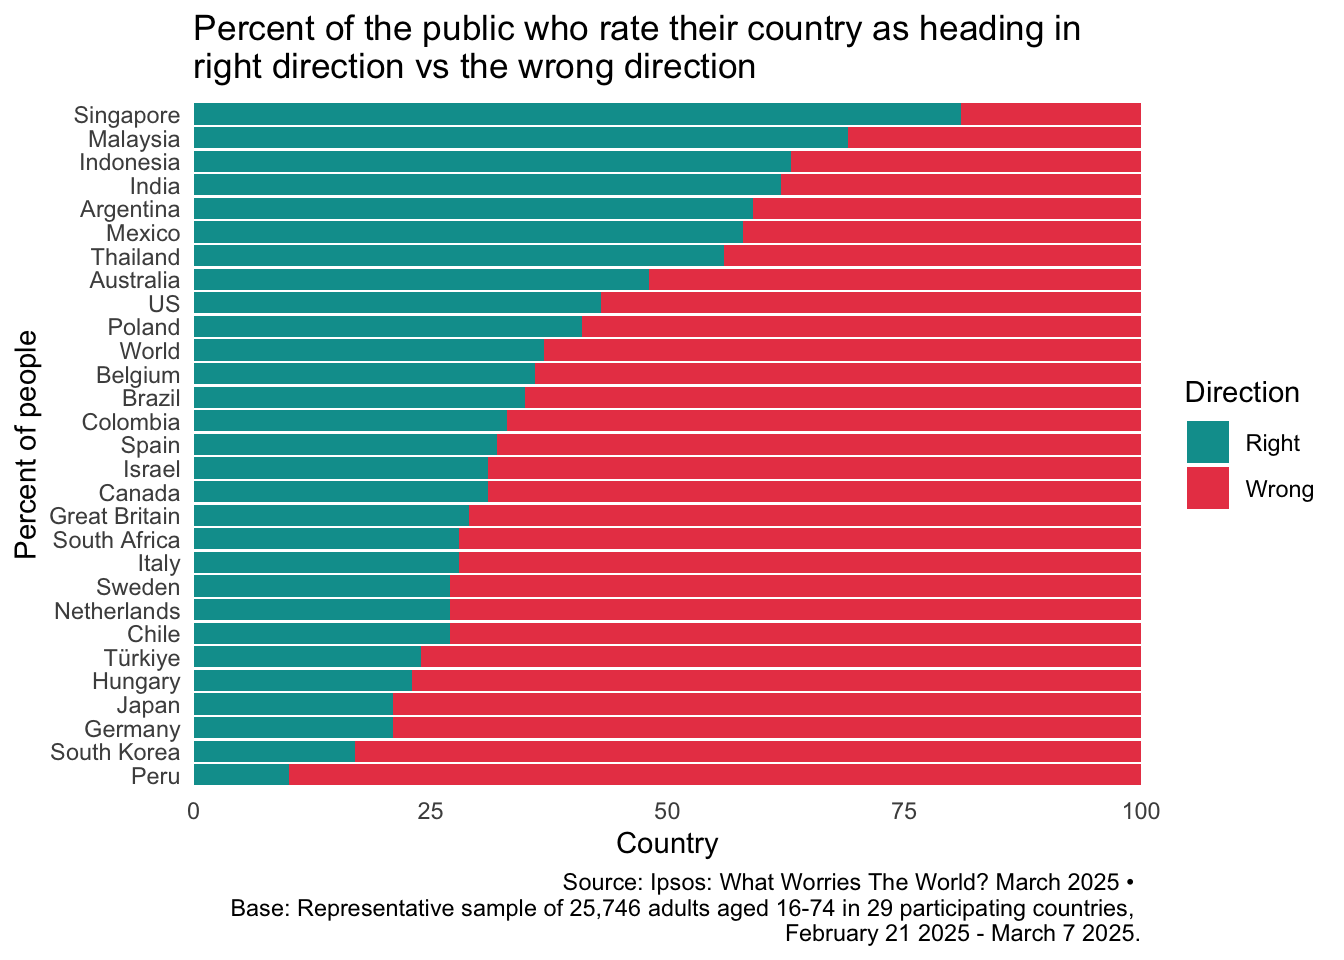 Percent of the public who rate their country as heading in
right direction vs the wrong direction
Singapore
Malaysia
Indonesia
India
Argentina
Mexico
Thailand
Australia
US
Poland
World
Belgium
Brazil
Colombia
Spain
Israel
Canada
Great Britain
South Africa
Italy
Sweden
Netherlands
Chile
Türkiye
Hungary
Japan
Germany
South Korea
Peru
Percent of people
0 25 50 75 100
Country
Direction
Right
Wrong
Source: Ipsos: What Worries The World? March 2025 •
Base: Representative sample of 25,746 adults aged 16-74 in 29 participating countries,
February 21 2025 - March 7 2025.